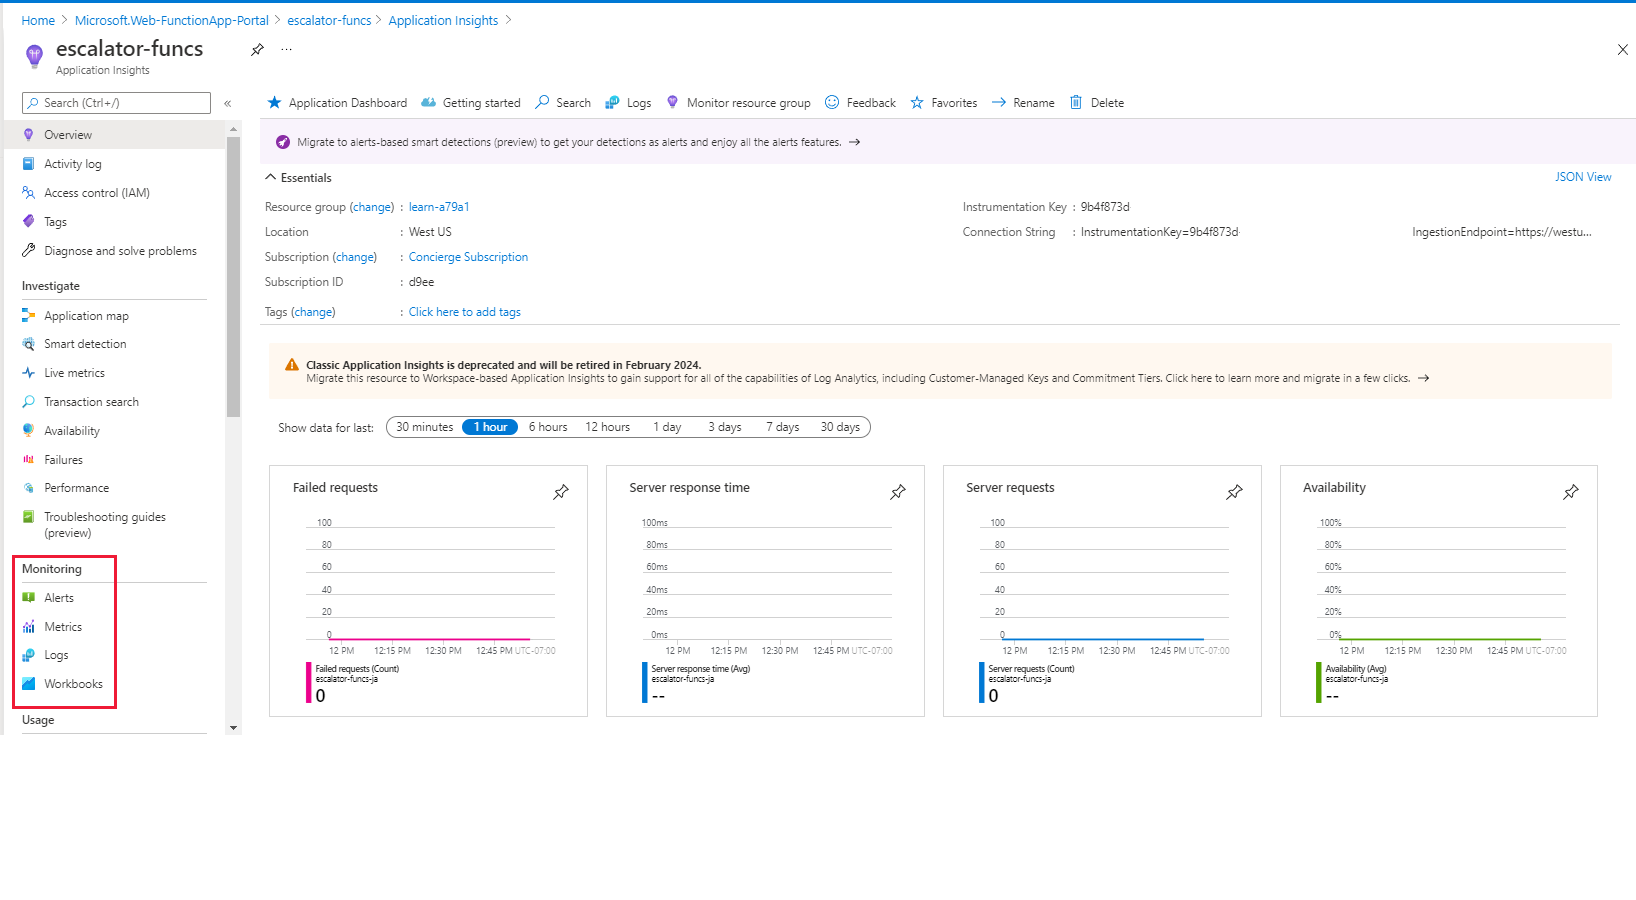 Home > Microsoft.Web-FunctionApp-Portal > escalator-funcs > Application Insights >
escalator-funcs
Application Insights
Search (Ctrl+/)
«
Overview
Activity log
Access control (IAM)
Tags
Diagnose and solve problems
Investigate
Application map
Smart detection
Live metrics
Transaction search
Availability
Failures
Performance
Troubleshooting guides
(preview)
Monitoring
Alerts
Metrics
Logs
Workbooks
Usage
Application Dashboard Getting started Search Logs Monitor resource group Feedback Favorites Rename Delete
Migrate to alerts-based smart detections (preview) to get your detections as alerts and enjoy all the alerts features. →
Essentials JSON View
Resource group (change) : learn-a79a1
Location : West US
Subscription (change) : Concierge Subscription
Subscription ID : d9ee
Tags (change) : Click here to add tags
Instrumentation Key : 9b4f873d
Connection String : InstrumentationKey=9b4f873d- IngestionEndpoint=https://westu...
Classic Application Insights is deprecated and will be retired in February 2024.
Migrate this resource to Workspace-based Application Insights to gain support for all of the capabilities of Log Analytics, including Customer-Managed Keys and Commitment Tiers. Click here to learn more and migrate in a few clicks. →
Show data for last: 30 minutes 1 hour 6 hours 12 hours 1 day 3 days 7 days 30 days
Failed requests
100
80
60
40
20
0
12 PM 12:15 PM 12:30 PM 12:45 PM UTC-07:00
Failed requests (Count)
escalator-funcs-ja
0
Server response time
100ms
80ms
60ms
40ms
20ms
0ms
12 PM 12:15 PM 12:30 PM 12:45 PM UTC-07:00
Server response time (Avg)
escalator-funcs-ja
--
Server requests
100
80
60
40
20
0
12 PM 12:15 PM 12:30 PM 12:45 PM UTC-07:00
Server requests (Count)
escalator-funcs-ja
0
Availability
100%
80%
60%
40%
20%
0%
12 PM 12:15 PM 12:30 PM 12:45 PM UTC-07:00
Availability (Avg)
escalator-funcs-ja
--